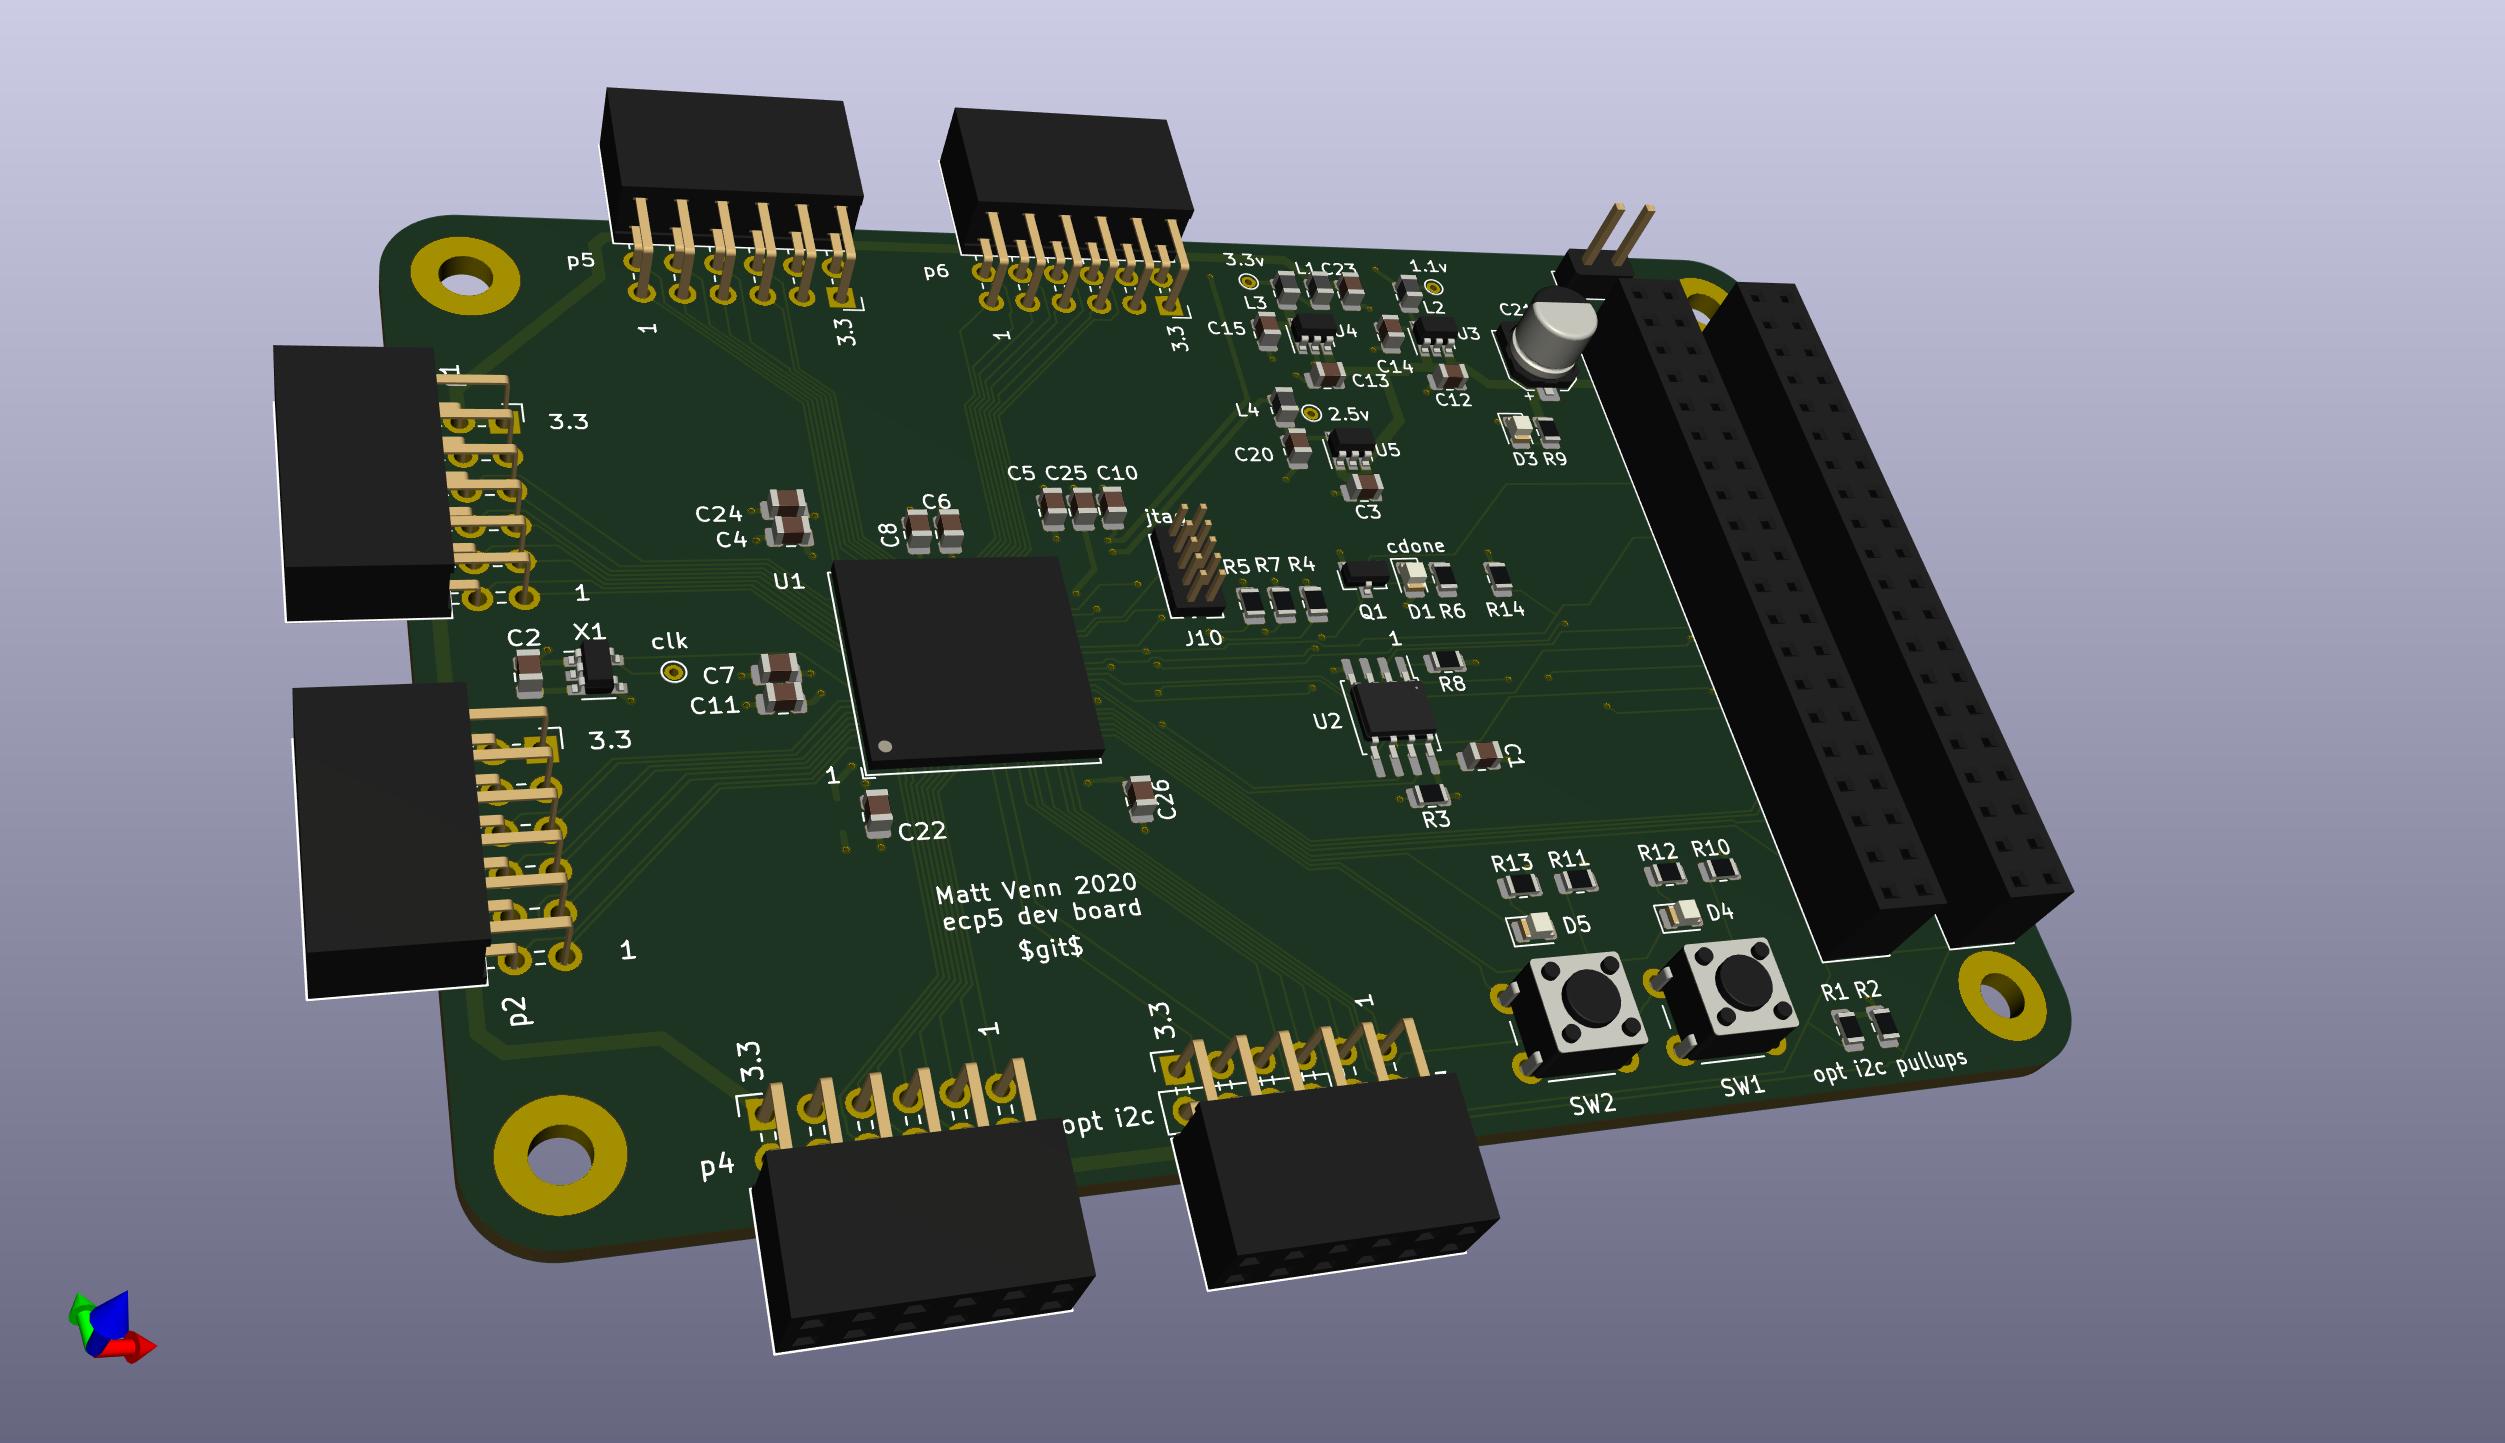 p5
1
3.3
p6
1
3.3
3.3v
L1
C23
1.1v
L3
L2
C15
J3
C14
C13
C12
L4
2.5v
C20
U5
C3
D3
R9
1
3.3
1
C5
C25
C10
C24
C4
C8
C6
R5
R7
R4
cdone
Q1
D1
R6
R14
J10
U1
C2
X1
clk
C7
C11
1
R8
U2
C1
R3
3.3
1
p2
1
C22
C26
Matt Venn 2020
ecp5 dev board
$git$
R13
R11
R12
R10
D5
D4
SW2
SW1
R1
R2
opt i2c pullups
3.3
1
p4
3.3
1
opt i2c